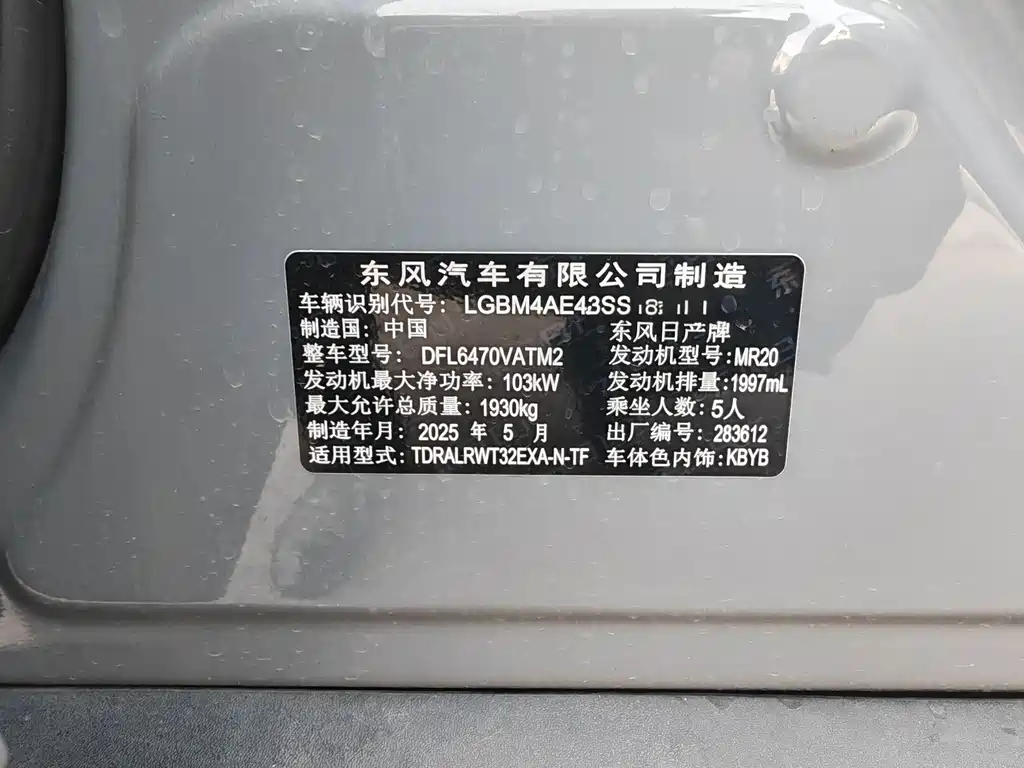 东风汽车有限公司制造
车辆识别代号: LGBM4AE43SS
制造国: 中国 东风日产牌
整车型号: DFL6470VATM2 发动机型号:MR20
发动机最大净功率: 103kW 发动机排量:1997mL
最大允许总质量: 1930kg 乘坐人数: 5人
制造年月: 2025 年 5 月 出厂编号: 283612
适用型式: TDRALRWT32EXA-N-TF 车体色内饰:KBYB